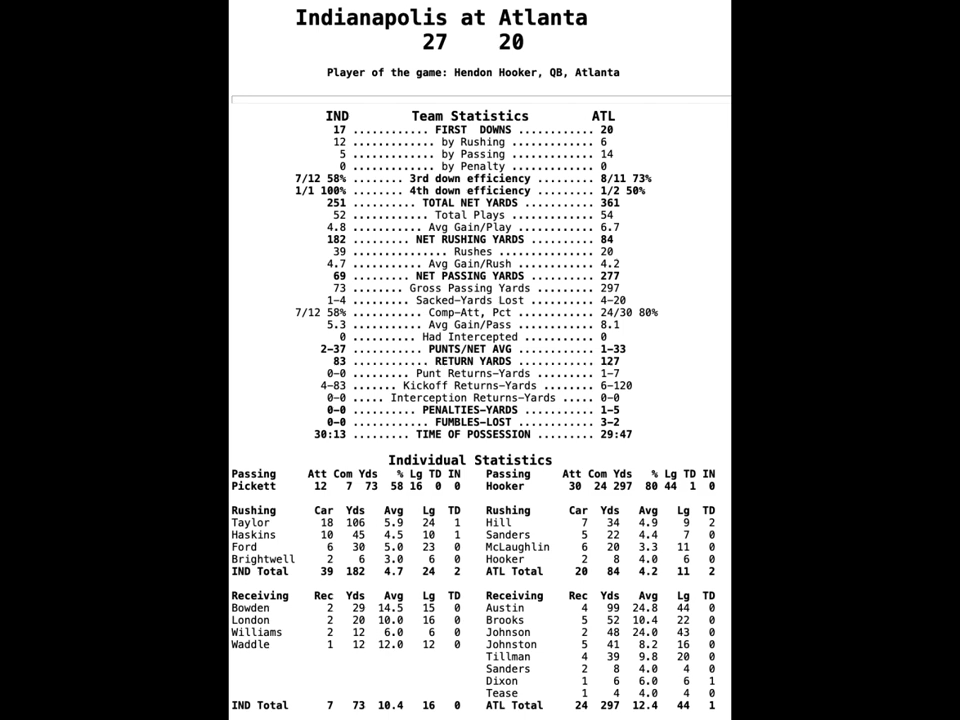 Indianapolis at Atlanta
27 20
Player of the game: Hendon Hooker, QB, Atlanta
IND Team Statistics ATL
17 ............ FIRST DOWNS ............ 20
12 ............. by Rushing ............. 6
5 ............. by Passing ............. 14
0 ............. by Penalty ............. 0
7/12 58% ........ 3rd down efficiency ......... 8/11 73%
1/1 100% ........ 4th down efficiency ......... 1/2 50%
251 .......... TOTAL NET YARDS .......... 361
52 ............ Total Plays ............ 54
4.8 ........... Avg Gain/Play ........... 6.7
182 ......... NET RUSHING YARDS ......... 84
39 ............... Rushes ............... 20
4.7 ........... Avg Gain/Rush ........... 4.2
69 ......... NET PASSING YARDS ......... 277
73 ........ Gross Passing Yards ........ 297
1-4 ........ Sacked-Yards Lost ......... 4-20
7/12 58% ........... Comp-Att, Pct ........... 24/30 80%
5.3 ........... Avg Gain/Pass ........... 8.1
0 .......... Had Intercepted .......... 0
2-37 ........... PUNTS/NET AVG ........... 1-33
83 ........... RETURN YARDS ............ 127
0-0 ......... Punt Returns-Yards ........ 1-7
4-83 ....... Kickoff Returns-Yards ........ 6-120
0-0 ..... Interception Returns-Yards ..... 0-0
0-0 .......... PENALTIES-YARDS .......... 1-5
0-0 ............ FUMBLES-LOST ............ 3-2
30:13 ......... TIME OF POSSESSION ......... 29:47
Individual Statistics
Passing Att Com Yds % Lg TD IN Passing Att Com Yds % Lg TD IN
Pickett 12 7 73 58 16 0 0 Hooker 30 24 297 80 44 1 0
Rushing Car Yds Avg Lg TD Rushing Car Yds Avg Lg TD
Taylor 18 106 5.9 24 1 Hill 7 34 4.9 9 2
Haskins 10 45 4.5 10 1 Sanders 5 22 4.4 7 0
Ford 6 30 5.0 23 0 McLaughlin 6 20 3.3 11 0
Brightwell 2 6 3.0 6 0 Hooker 2 8 4.0 6 0
IND Total 39 182 4.7 24 2 ATL Total 20 84 4.2 11 2
Receiving Rec Yds Avg Lg TD Receiving Rec Yds Avg Lg TD
Bowden 2 29 14.5 15 0 Austin 4 99 24.8 44 0
London 2 20 10.0 16 0 Brooks 5 52 10.4 22 0
Williams 2 12 6.0 6 0 Johnson 2 48 24.0 43 0
Waddle 1 12 12.0 12 0 Johnston 5 41 8.2 16 0
Tillman 4 39 9.8 20 0
Sanders 2 8 4.0 4 0
Dixon 1 6 6.0 6 1
Tease 1 4 4.0 4 0
IND Total 7 73 10.4 16 0 ATL Total 24 297 12.4 44 1